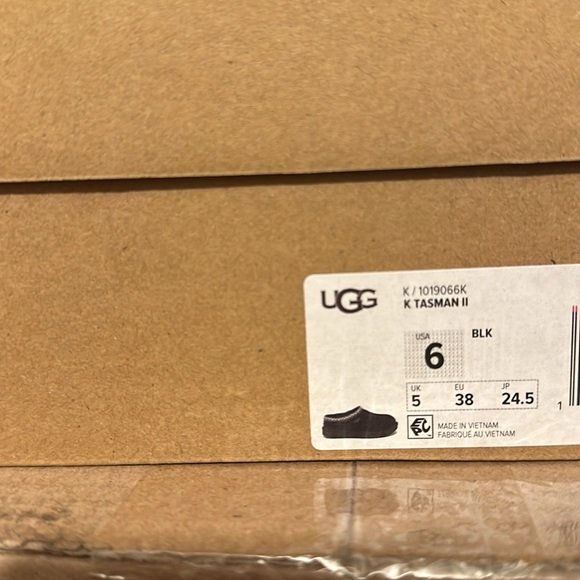 UGG
K / 1019066K
K TASMAN II
USA
6
BLK
UK EU JP
5 38 24.5
1
MADE IN VIETNAM
FABRIQUÉ AU VIETNAM